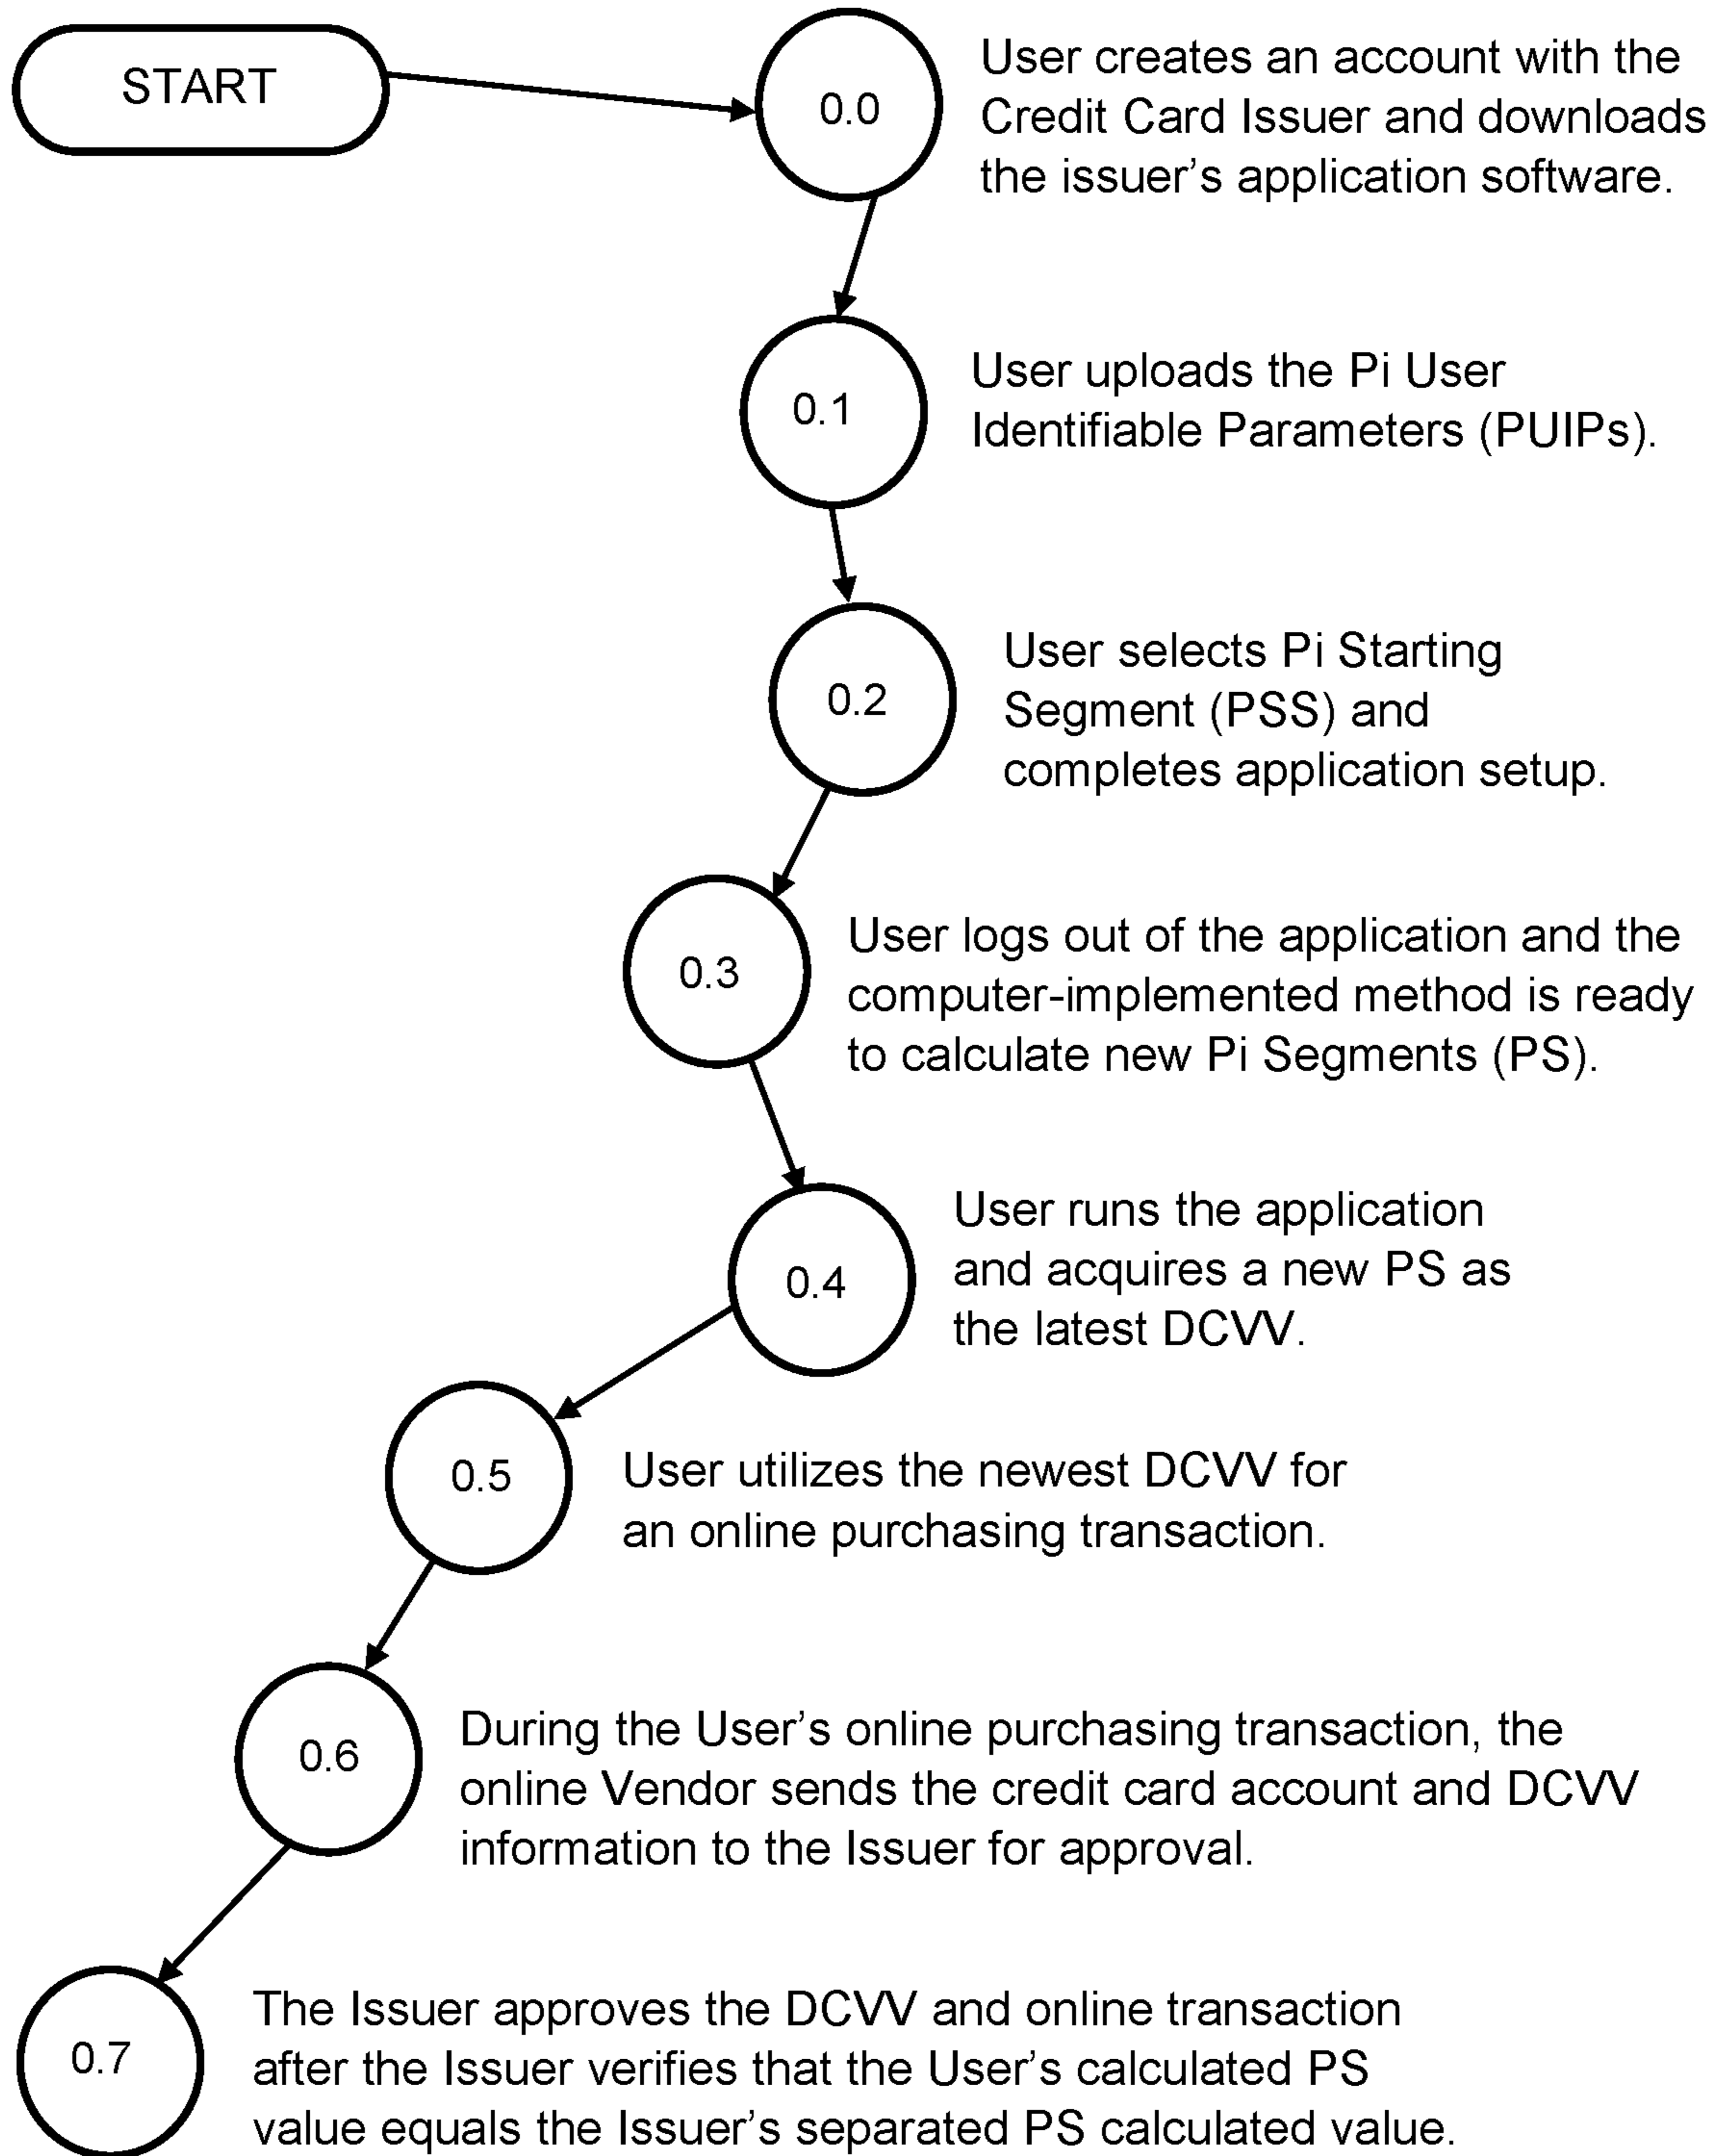 START
0.0
User creates an account with the
Credit Card Issuer and downloads
the issuer’s application software.
0.1
User uploads the Pi User
Identifiable Parameters (PUIPs).
0.2
User selects Pi Starting
Segment (PSS) and
completes application setup.
0.3
User logs out of the application and the
computer-implemented method is ready
to calculate new Pi Segments (PS).
0.4
User runs the application
and acquires a new PS as
the latest DCVV.
0.5
User utilizes the newest DCVV for
an online purchasing transaction.
0.6
During the User’s online purchasing transaction, the
online Vendor sends the credit card account and DCVV
information to the Issuer for approval.
0.7
The Issuer approves the DCVV and online transaction
after the Issuer verifies that the User’s calculated PS
value equals the Issuer’s separated PS calculated value.